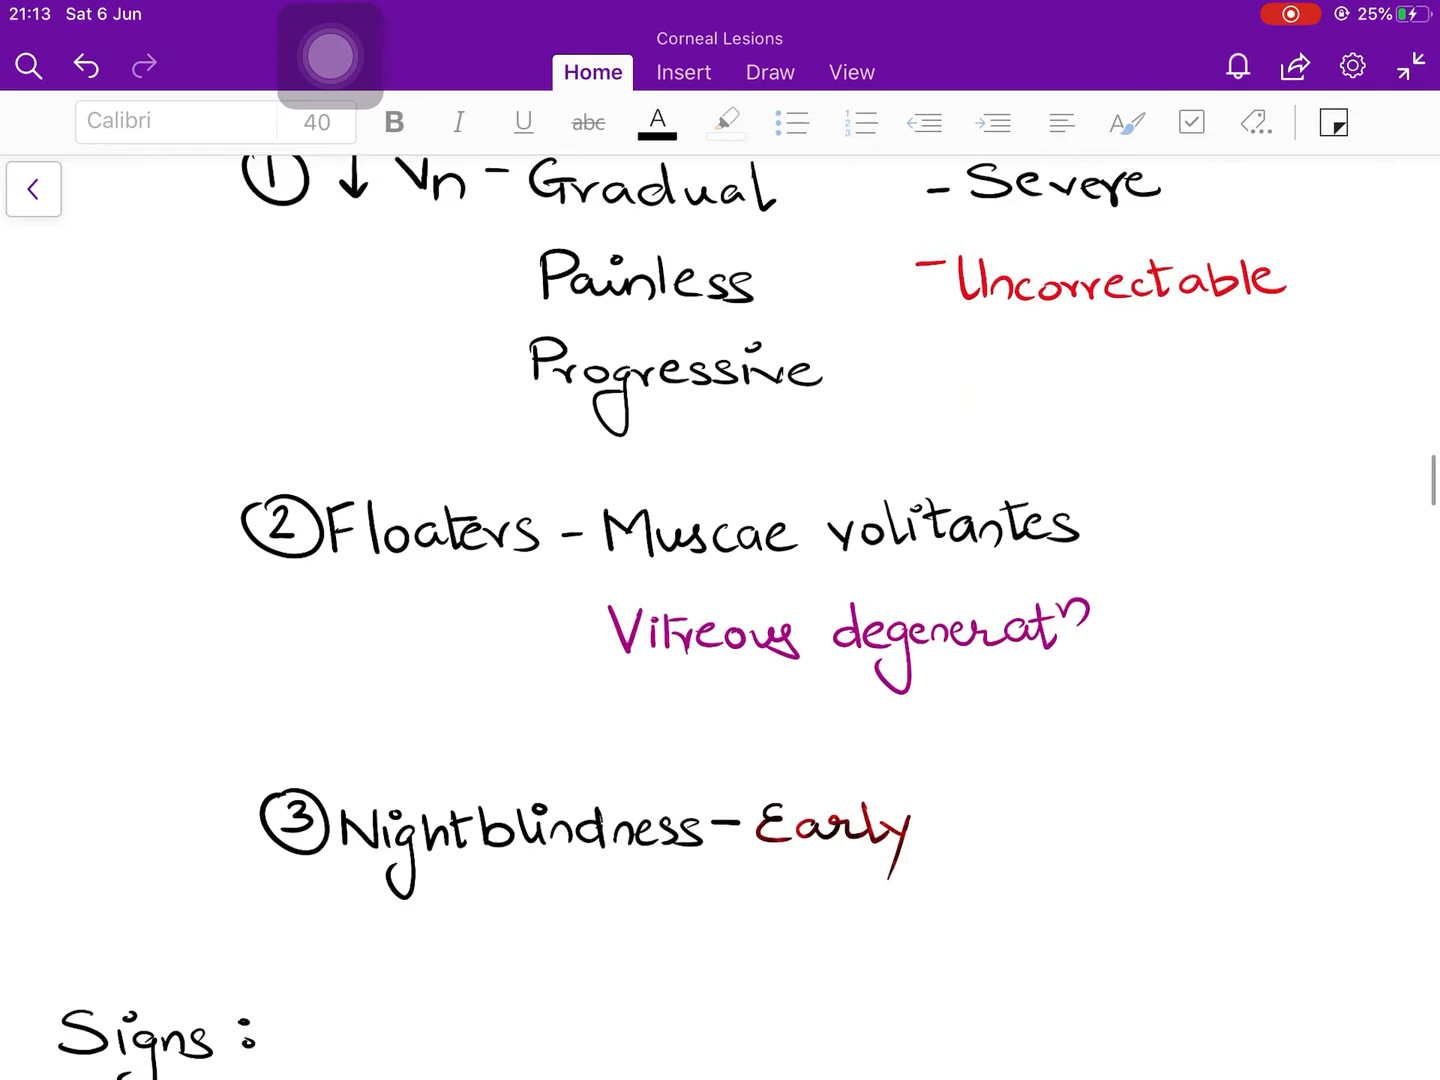 21:13 Sat 6 Jun
25%
Corneal Lesions
Home Insert Draw View
Calibri 40 B I U abc A
① ↓ Vn - Gradual - Severe
Painless - Uncorrectable
Progressive
② Floaters - Muscae volitantes
Vitreous degeneratⁿ
③ Nightblindness - Early
Signs :